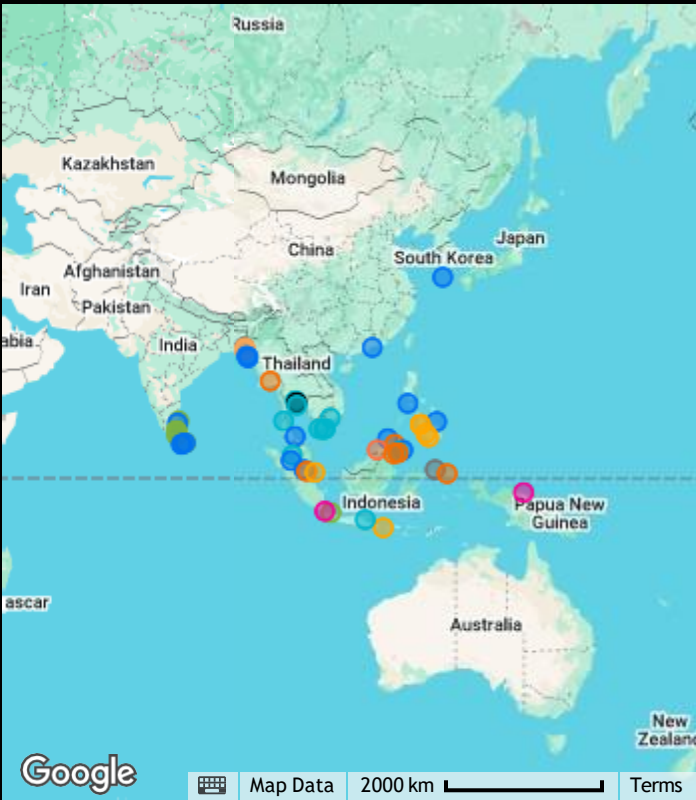 Russia
Kazakhstan
Mongolia
Japan
China
South Korea
Afghanistan
Iran
Pakistan
abia
India
Thailand
Indonesia
Papua New
Guinea
ascar
Australia
New
Zealand
Google
Map Data
2000 km
Terms